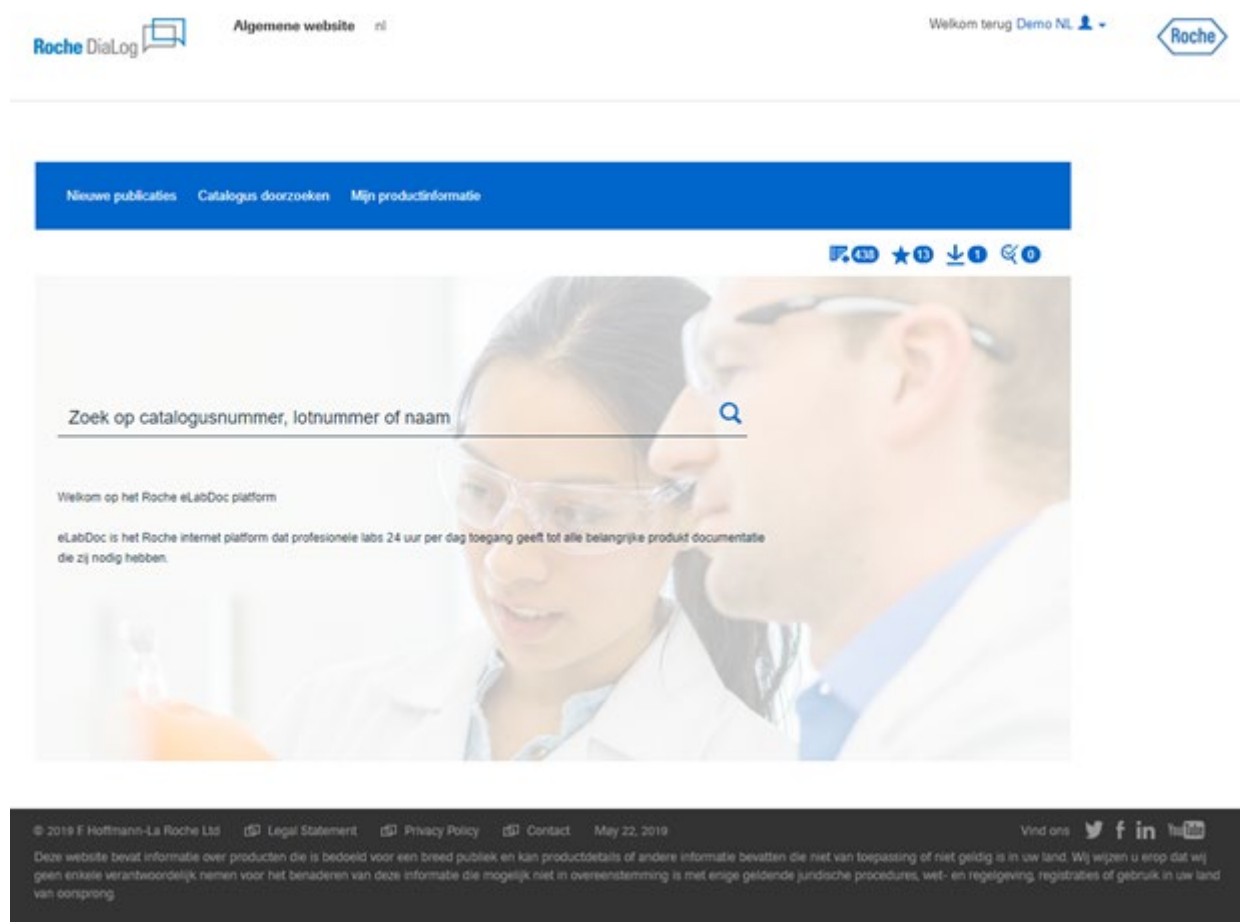 Roche DiaLog
Algemene website nl
Welkom terug Demo NL
Roche
Nieuwe publicaties Catalogus doorzoeken Mijn productinformatie
438 13 1 0
Zoek op catalogusnummer, lotnummer of naam
Welkom op het Roche eLabDoc platform
eLabDoc is het Roche internet platform dat profesionele labs 24 uur per dag toegang geeft tot alle belangrijke produkt documentatie
die zij nodig hebben.
© 2019 F Hoffmann-La Roche Ltd Legal Statement Privacy Policy Contact May 22, 2019
Vind ons f in YouTube
Deze website bevat informatie over producten die is bedoeld voor een breed publiek en kan productdetails of andere informatie bevatten die niet van toepassing of niet geldig is in uw land. Wij wijzen u erop dat wij
geen enkele verantwoordelijk nemen voor het benaderen van deze informatie die mogelijk niet in overeenstemming is met enige geldende juridische procedures, wet- en regelgeving, registraties of gebruik in uw land
van oorsprong.